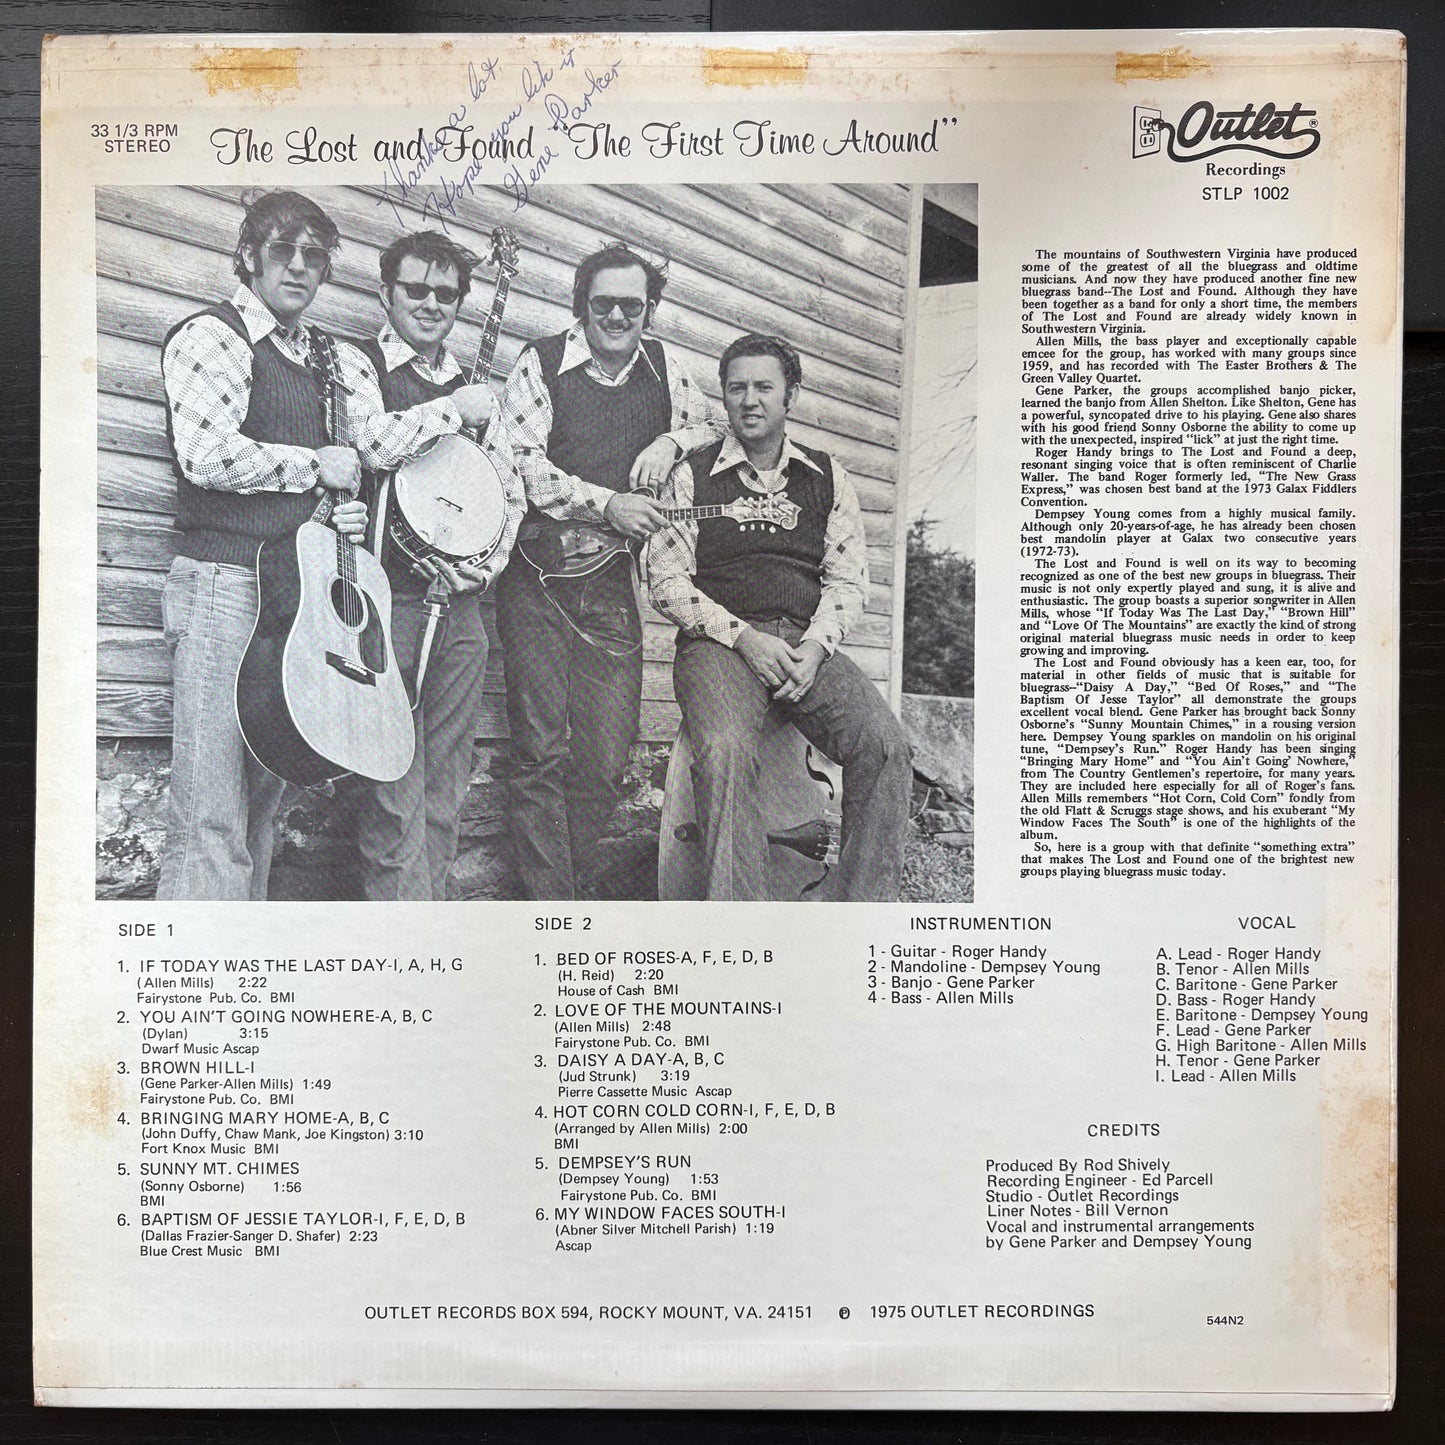 33 1/3 RPM
STEREO
The Lost and Found "The First Time Around"
Thanks a lot.
Hope you like it
Gene Parker
Outlet®
Recordings
STLP 1002
The mountains of Southwestern Virginia have produced
some of the greatest of all the bluegrass and oldtime
musicians. And now they have produced another fine new
bluegrass band--The Lost and Found. Although they have
been together as a band for only a short time, the members
of The Lost and Found are already widely known in
Southwestern Virginia.
Allen Mills, the bass player and exceptionally capable
emcee for the group, has worked with many groups since
1959, and has recorded with The Easter Brothers & The
Green Valley Quartet.
Gene Parker, the groups accomplished banjo picker,
learned the banjo from Allen Shelton. Like Shelton, Gene has
a powerful, syncopated drive to his playing. Gene also shares
with his good friend Sonny Osborne the ability to come up
with the unexpected, inspired "lick" at just the right time.
Roger Handy brings to The Lost and Found a deep,
resonant singing voice that is often reminiscent of Charlie
Waller. The band Roger formerly led, "The New Grass
Express," was chosen best band at the 1973 Galax Fiddlers
Convention.
Dempsey Young comes from a highly musical family.
Although only 20-years-of-age, he has already been chosen
best mandolin player at Galax two consecutive years
(1972-73).
The Lost and Found is well on its way to becoming
recognized as one of the best new groups in bluegrass. Their
music is not only expertly played and sung, it is alive and
enthusiastic. The group boasts a superior songwriter in Allen
Mills, whose "If Today Was The Last Day," "Brown Hill"
and "Love Of The Mountains" are exactly the kind of strong
original material bluegrass music needs in order to keep
growing and improving.
The Lost and Found obviously has a keen ear, too, for
material in other fields of music that is suitable for
bluegrass--"Daisy A Day," "Bed Of Roses," and "The
Baptism Of Jesse Taylor" all demonstrate the groups
excellent vocal blend. Gene Parker has brought back Sonny
Osborne's "Sunny Mountain Chimes," in a rousing version
here. Dempsey Young sparkles on mandolin on his original
tune, "Dempsey's Run." Roger Handy has been singing
"Bringing Mary Home" and "You Ain't Going' Nowhere,"
from The Country Gentlemen's repertoire, for many years.
They are included here especially for all of Roger's fans.
Allen Mills remembers "Hot Corn, Cold Corn" fondly from
the old Flatt & Scruggs stage shows, and his exuberant "My
Window Faces The South" is one of the highlights of the
album.
So, here is a group with that definite "something extra"
that makes The Lost and Found one of the brightest new
groups playing bluegrass music today.
SIDE 1
1. IF TODAY WAS THE LAST DAY-I, A, H, G
(Allen Mills) 2:22
Fairystone Pub. Co. BMI
2. YOU AIN'T GOING NOWHERE-A, B, C
(Dylan) 3:15
Dwarf Music Ascap
3. BROWN HILL-I
(Gene Parker-Allen Mills) 1:49
Fairystone Pub. Co. BMI
4. BRINGING MARY HOME-A, B, C
(John Duffy, Chaw Mank, Joe Kingston) 3:10
Fort Knox Music BMI
5. SUNNY MT. CHIMES
(Sonny Osborne) 1:56
BMI
6. BAPTISM OF JESSIE TAYLOR-I, F, E, D, B
(Dallas Frazier-Sanger D. Shafer) 2:23
Blue Crest Music BMI
SIDE 2
1. BED OF ROSES-A, F, E, D, B
(H. Reid) 2:20
House of Cash BMI
2. LOVE OF THE MOUNTAINS-I
(Allen Mills) 2:48
Fairystone Pub. Co. BMI
3. DAISY A DAY-A, B, C
(Jud Strunk) 3:19
Pierre Cassette Music Ascap
4. HOT CORN COLD CORN-I, F, E, D, B
(Arranged by Allen Mills) 2:00
BMI
5. DEMPSEY'S RUN
(Dempsey Young) 1:53
Fairystone Pub. Co. BMI
6. MY WINDOW FACES SOUTH-I
(Abner Silver Mitchell Parish) 1:19
Ascap
INSTRUMENTION
1 - Guitar - Roger Handy
2 - Mandoline - Dempsey Young
3 - Banjo - Gene Parker
4 - Bass - Allen Mills
VOCAL
A. Lead - Roger Handy
B. Tenor - Allen Mills
C. Baritone - Gene Parker
D. Bass - Roger Handy
E. Baritone - Dempsey Young
F. Lead - Gene Parker
G. High Baritone - Allen Mills
H. Tenor - Gene Parker
I. Lead - Allen Mills
CREDITS
Produced By Rod Shively
Recording Engineer - Ed Parcell
Studio - Outlet Recordings
Liner Notes - Bill Vernon
Vocal and instrumental arrangements
by Gene Parker and Dempsey Young
OUTLET RECORDS BOX 594, ROCKY MOUNT, VA. 24151 ℗ 1975 OUTLET RECORDINGS
544N2